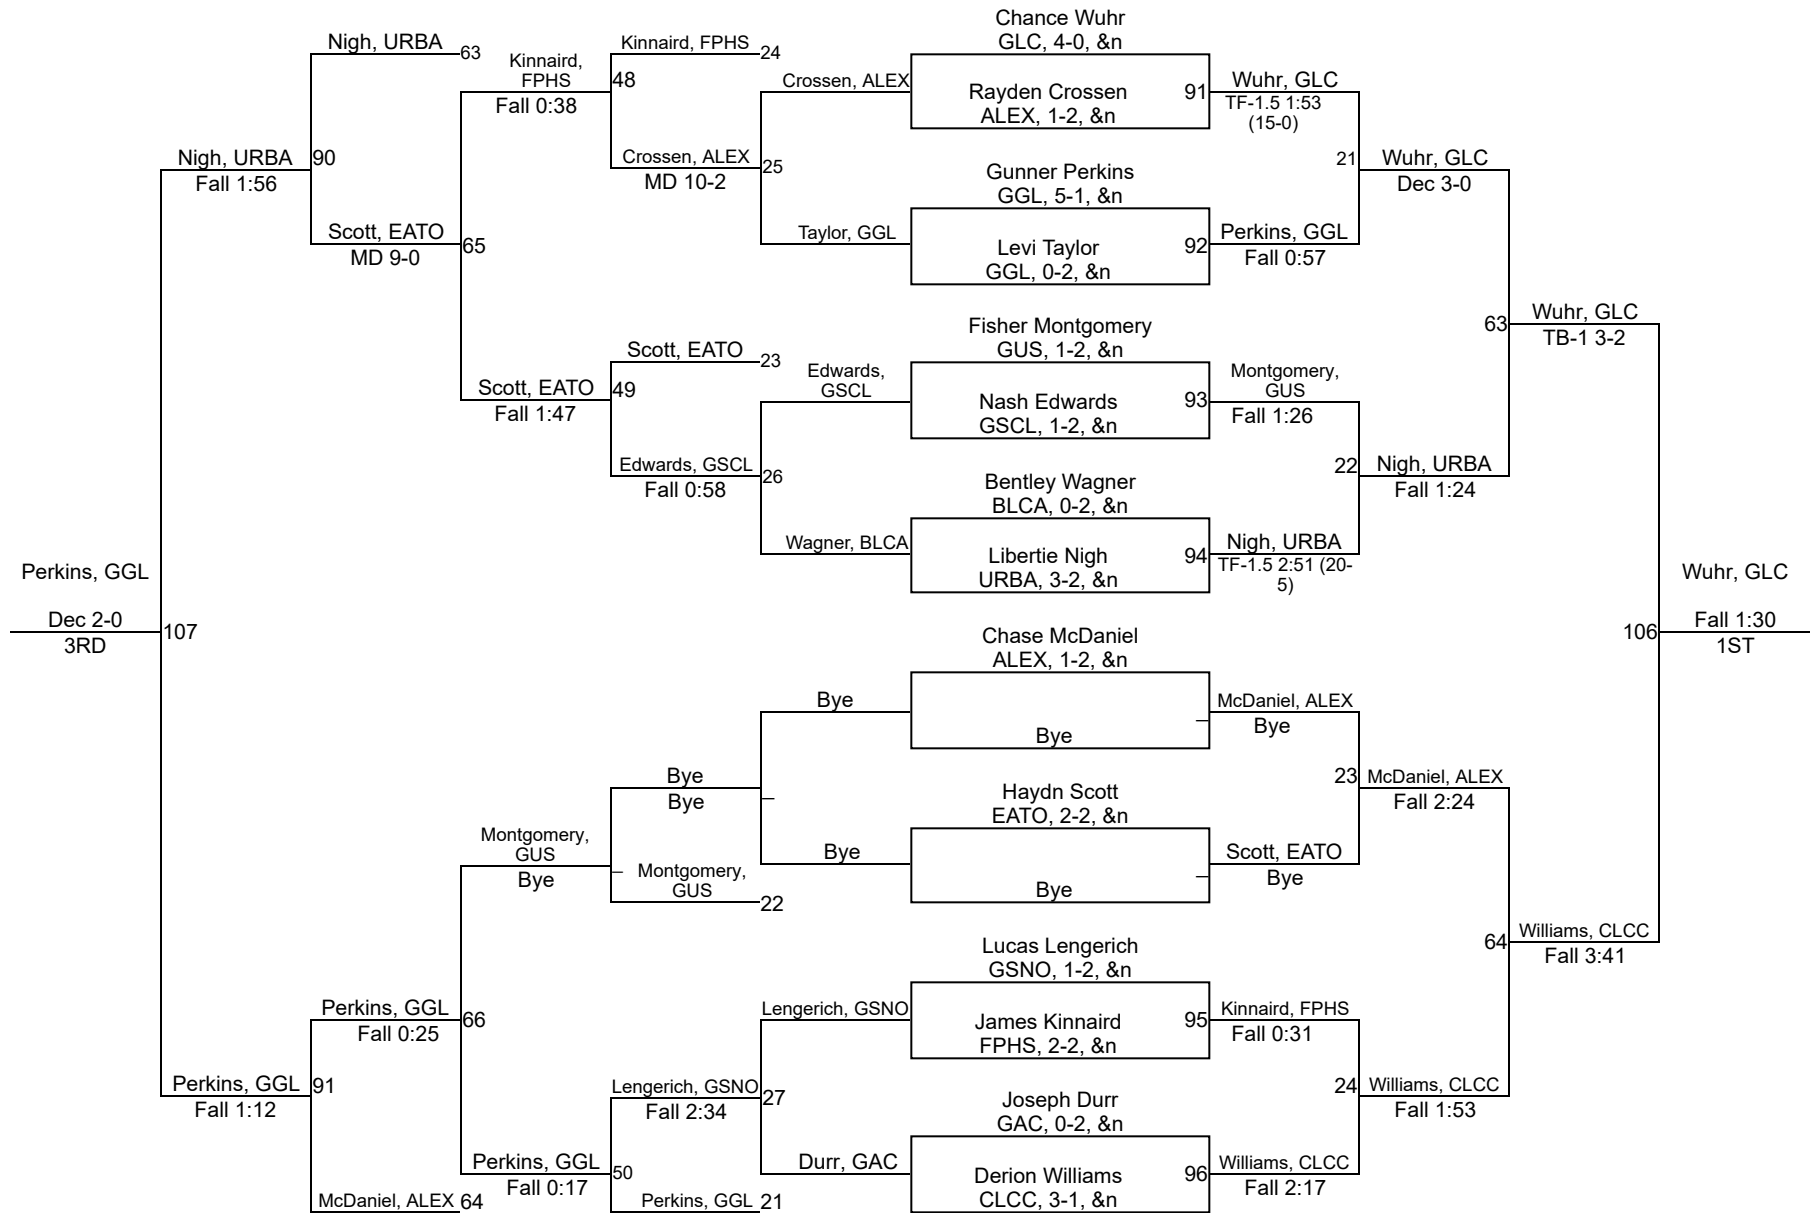 Chance Wuhr
GLC, 4-0, &n
Nigh, URBA
63
Kinnaird, FPHS
24
Kinnaird,
FPHS
48
Fall 0:38
Crossen, ALEX
Rayden Crossen
ALEX, 1-2, &n
91
Wuhr, GLC
TF-1.5 1:53
(15-0)
Nigh, URBA
90
Fall 1:56
Crossen, ALEX
25
MD 10-2
Gunner Perkins
GGL, 5-1, &n
21
Wuhr, GLC
Dec 3-0
Scott, EATO
65
MD 9-0
Taylor, GGL
Levi Taylor
GGL, 0-2, &n
92
Perkins, GGL
Fall 0:57
Fisher Montgomery
GUS, 1-2, &n
63
Wuhr, GLC
TB-1 3-2
Scott, EATO
23
Scott, EATO
49
Fall 1:47
Edwards,
GSCL
Nash Edwards
GSCL, 1-2, &n
93
Montgomery,
GUS
Fall 1:26
Edwards, GSCL
26
Fall 0:58
Bentley Wagner
BLCA, 0-2, &n
22
Nigh, URBA
Fall 1:24
Wagner, BLCA
Libertie Nigh
URBA, 3-2, &n
94
Nigh, URBA
TF-1.5 2:51 (20-
5)
Perkins, GGL
Dec 2-0
3RD
107
Wuhr, GLC
106
Fall 1:30
1ST
Chase McDaniel
ALEX, 1-2, &n
Bye
Bye
McDaniel, ALEX
Bye
Bye
Bye
Haydn Scott
EATO, 2-2, &n
23
McDaniel, ALEX
Fall 2:24
Montgomery,
GUS
Bye
Montgomery,
GUS
22
Bye
Bye
Scott, EATO
Bye
Lucas Lengerich
GSNO, 1-2, &n
64
Williams, CLCC
Fall 3:41
Perkins, GGL
66
Fall 0:25
Lengerich, GSNO
James Kinnaird
FPHS, 2-2, &n
95
Kinnaird, FPHS
Fall 0:31
Perkins, GGL
91
Fall 1:12
Lengerich, GSNO
27
Fall 2:34
Joseph Durr
GAC, 0-2, &n
24
Williams, CLCC
Fall 1:53
Perkins, GGL
50
Fall 0:17
Durr, GAC
Derion Williams
CLCC, 3-1, &n
96
Williams, CLCC
Fall 2:17
McDaniel, ALEX
64
Perkins, GGL
21